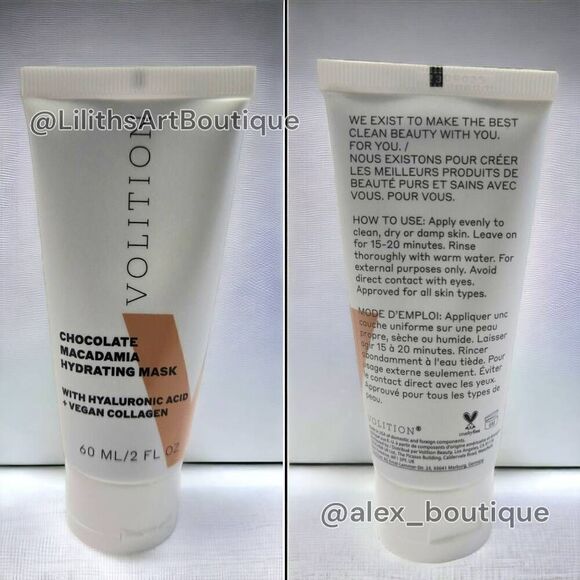 @LilithsArtBoutique
VOLITION
CHOCOLATE
MACADAMIA
HYDRATING MASK
WITH HYALURONIC ACID
+ VEGAN COLLAGEN
60 ML/2 FL OZ
WE EXIST TO MAKE THE BEST
CLEAN BEAUTY WITH YOU.
FOR YOU. /
NOUS EXISTONS POUR CRÉER
LES MEILLEURS PRODUITS DE
BEAUTÉ PURS ET SAINS AVEC
VOUS. POUR VOUS.
HOW TO USE: Apply evenly to
clean, dry or damp skin. Leave on
for 15-20 minutes. Rinse
thoroughly with warm water. For
external purposes only. Avoid
direct contact with eyes.
Approved for all skin types.
MODE D'EMPLOI: Appliquer une
couche uniforme sur une peau
propre, sèche ou humide. Laisser
agir 15 à 20 minutes. Rincer
abondamment à l'eau tiède. Pour
usage externe seulement. Éviter
le contact direct avec les yeux.
Approuvé pour tous les types de
peau.
VOLITION®
crueltyfree
@alex_boutique